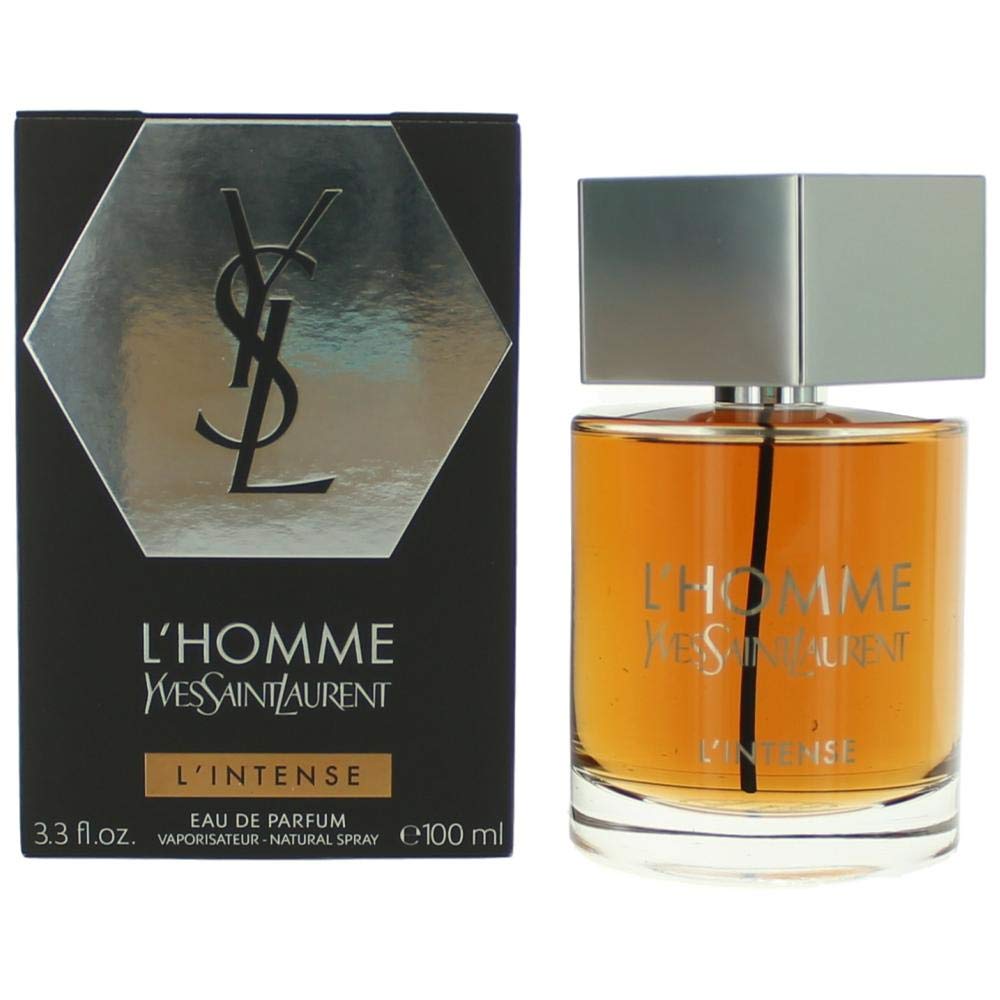 YSL
L'HOMME
YVESSAINTLAURENT
L'INTENSE
EAU DE PARFUM
3.3 fl.oz. VAPORISATEUR - NATURAL SPRAY ℮100 ml
L'HOMME
YVESSAINTLAURENT
L'INTENSE